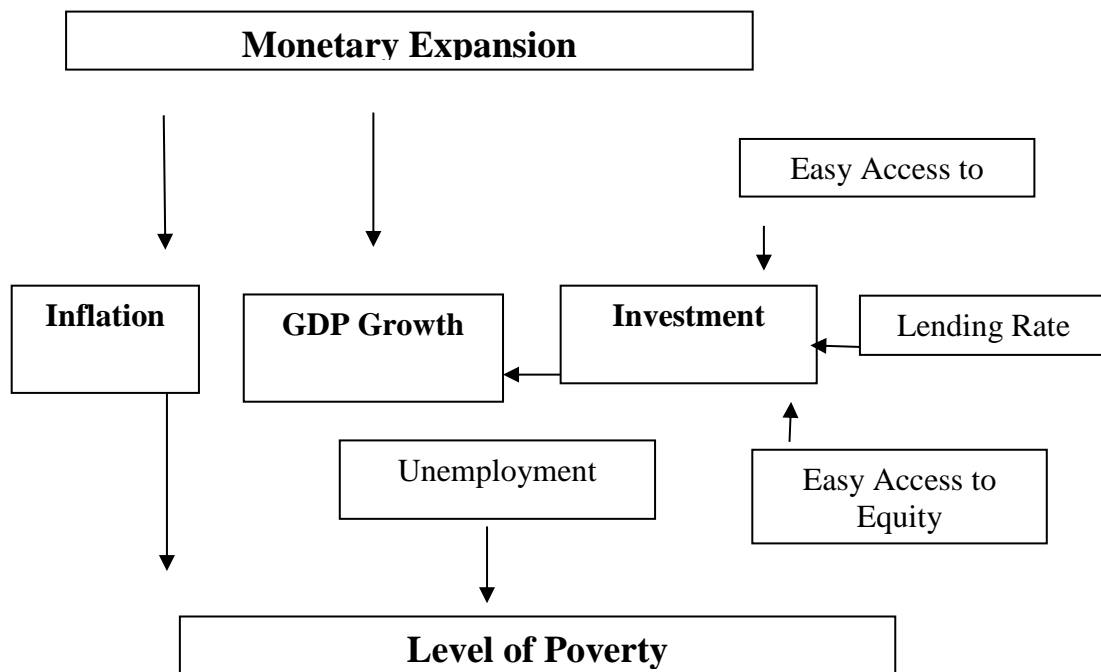 Monetary Expansion
Easy Access to
Inflation
GDP Growth
Investment
Lending Rate
Unemployment
Easy Access to
Equity
Level of Poverty